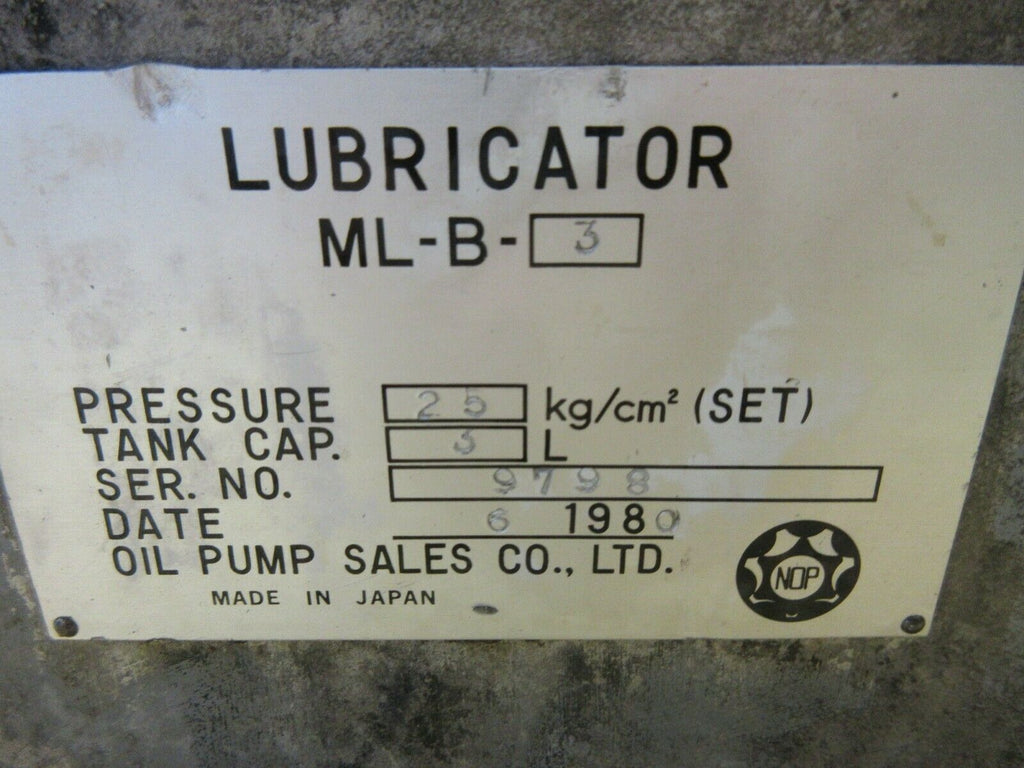 LUBRICATOR
ML-B-3
PRESSURE 25 kg/cm² (SET)
TANK CAP. 3 L
SER. NO. 9798
DATE 6 1980
OIL PUMP SALES CO., LTD.
MADE IN JAPAN
NOP